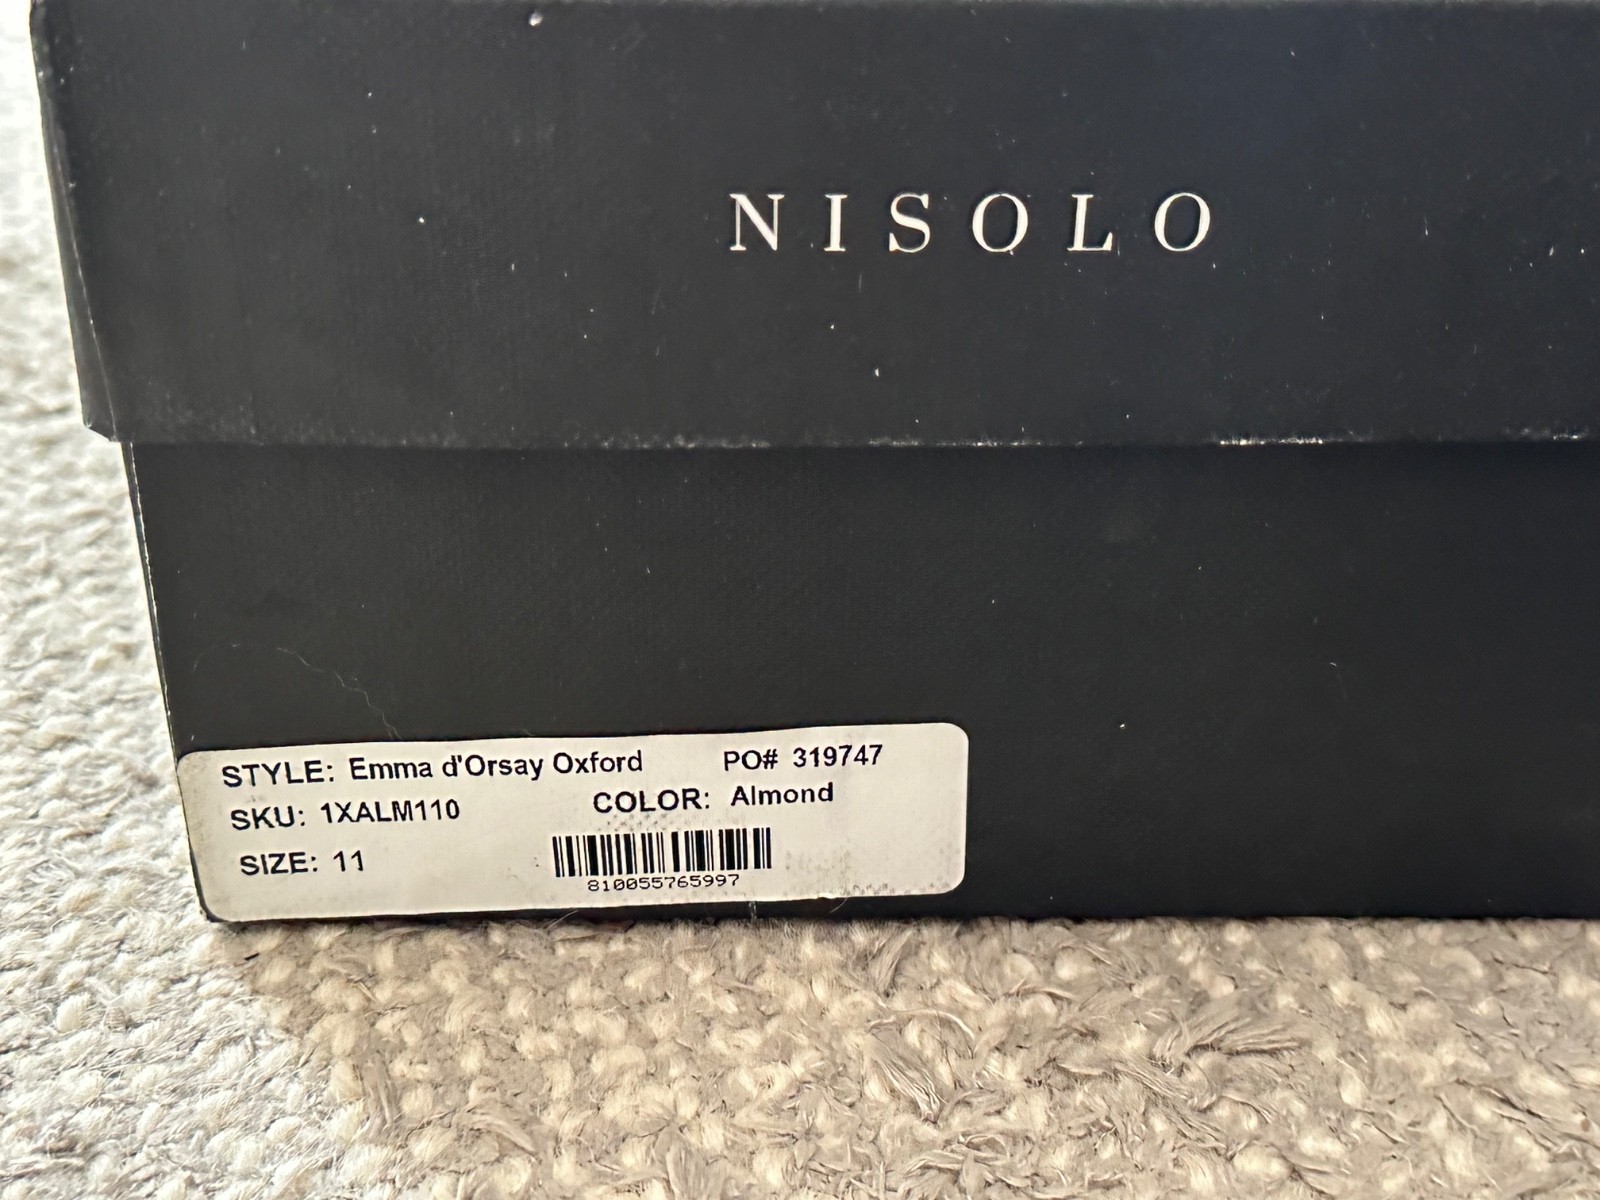 NISOLO
STYLE: Emma d'Orsay Oxford PO# 319747
SKU: 1XALM110 COLOR: Almond
SIZE: 11
810055765997